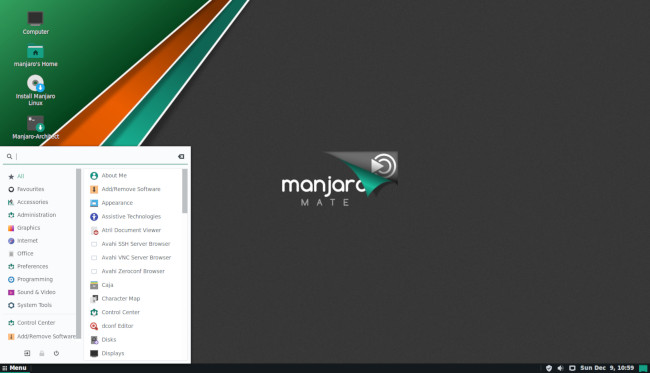 Computer
manjaro's Home
Install Manjaro
Linux
Manjaro-Architect
All
Favourites
Accessories
Administration
Graphics
Internet
Office
Preferences
Programming
Sound & Video
System Tools
Control Center
Add/Remove Software
About Me
Add/Remove Software
Appearance
Assistive Technologies
Atril Document Viewer
Avahi SSH Server Browser
Avahi VNC Server Browser
Avahi Zeroconf Browser
Caja
Character Map
Control Center
dconf Editor
Disks
Displays
manjaro
MATE
Menu
Sun Dec 9, 10:59